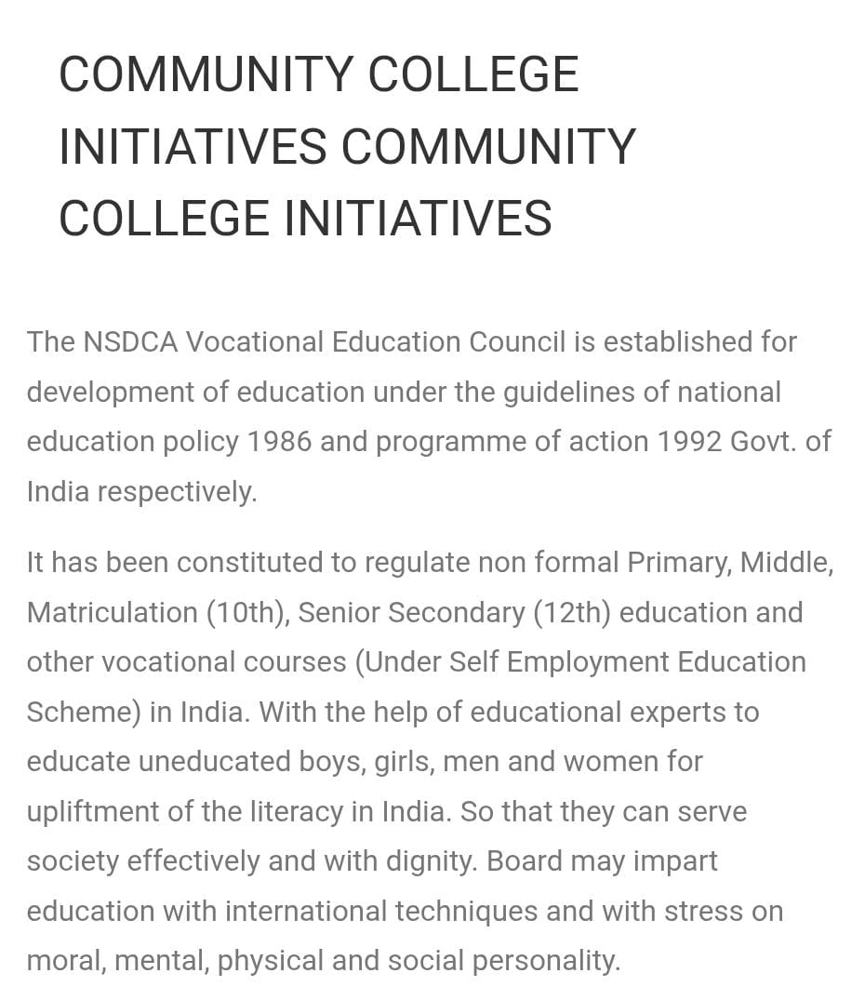 COMMUNITY COLLEGE
INITIATIVES COMMUNITY
COLLEGE INITIATIVES
The NSDCA Vocational Education Council is established for
development of education under the guidelines of national
education policy 1986 and programme of action 1992 Govt. of
India respectively.
It has been constituted to regulate non formal Primary, Middle,
Matriculation (10th), Senior Secondary (12th) education and
other vocational courses (Under Self Employment Education
Scheme) in India. With the help of educational experts to
educate uneducated boys, girls, men and women for
upliftment of the literacy in India. So that they can serve
society effectively and with dignity. Board may impart
education with international techniques and with stress on
moral, mental, physical and social personality.